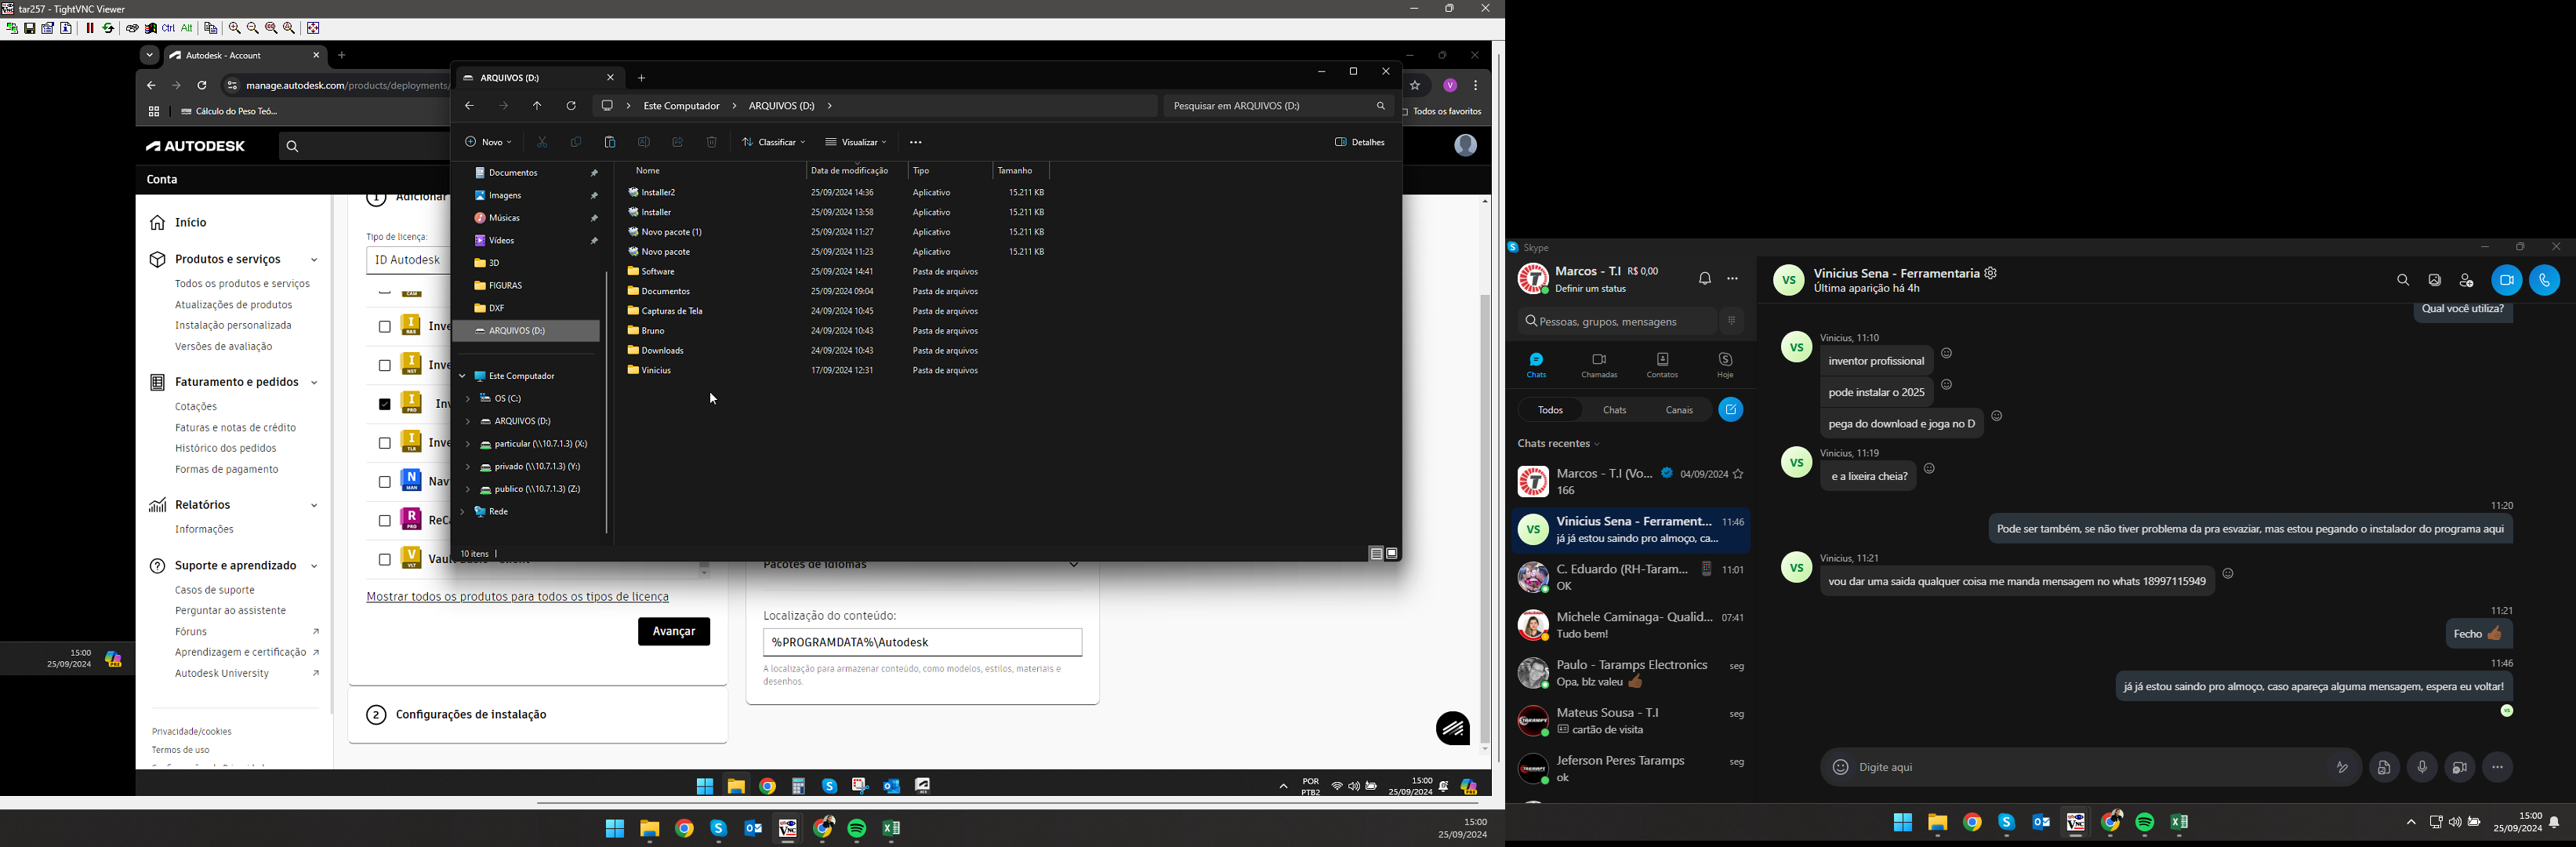 tar257 - TightVNC Viewer
Ctrl Alt
Autodesk - Account
manage.autodesk.com/products/deployments/
Cálculo do Peso Teó...
Todos os favoritos
AUTODESK
Conta
Início
Produtos e serviços
Todos os produtos e serviços
Atualizações de produtos
Instalação personalizada
Versões de avaliação
Faturamento e pedidos
Cotações
Faturas e notas de crédito
Histórico dos pedidos
Formas de pagamento
Relatórios
Informações
Suporte e aprendizado
Casos de suporte
Perguntar ao assistente
Fóruns
Aprendizagem e certificação
Autodesk University
Privacidade/cookies
Termos de uso
1 Adicionar
Tipo de licença:
ID Autodesk
Inve
Inve
Inv
Inve
Nav
ReC
Vau
Mostrar todos os produtos para todos os tipos de licença
Avançar
2 Configurações de instalação
Pacotes de idiomas
Localização do conteúdo:
%PROGRAMDATA%\Autodesk
A localização para armazenar conteúdo, como modelos, estilos, materiais e
desenhos.
ARQUIVOS (D:)
Este Computador > ARQUIVOS (D:) >
Pesquisar em ARQUIVOS (D:)
Novo
Classificar
Visualizar
Detalhes
Documentos
Imagens
Músicas
Vídeos
3D
FIGURAS
DXF
ARQUIVOS (D:)
Este Computador
OS (C:)
ARQUIVOS (D:)
particular (\\10.7.1.3) (X:)
privado (\\10.7.1.3) (Y:)
publico (\\10.7.1.3) (Z:)
Rede
10 itens
Nome Data de modificação Tipo Tamanho
Installer2 25/09/2024 14:36 Aplicativo 15.211 KB
Installer 25/09/2024 13:58 Aplicativo 15.211 KB
Novo pacote (1) 25/09/2024 11:27 Aplicativo 15.211 KB
Novo pacote 25/09/2024 11:23 Aplicativo 15.211 KB
Software 25/09/2024 14:41 Pasta de arquivos
Documentos 25/09/2024 09:04 Pasta de arquivos
Capturas de Tela 24/09/2024 10:45 Pasta de arquivos
Bruno 24/09/2024 10:43 Pasta de arquivos
Downloads 24/09/2024 10:43 Pasta de arquivos
Vinicius 17/09/2024 12:31 Pasta de arquivos
15:00
25/09/2024
POR
PTB2
15:00
25/09/2024
15:00
25/09/2024
Skype
Marcos - T.I R$ 0,00
Definir um status
Pessoas, grupos, mensagens
Chats
Chamadas
Contatos
Hoje
Todos
Chats
Canais
Chats recentes
Marcos - T.I (Vo... 04/09/2024
166
Vinicius Sena - Ferrament... 11:46
já já estou saindo pro almoço, ca...
C. Eduardo (RH-Taram... 11:01
OK
Michele Caminaga- Qualid... 07:41
Tudo bem!
Paulo - Taramps Electronics seg
Opa, blz valeu
Mateus Sousa - T.I seg
cartão de visita
Jeferson Peres Taramps seg
ok
Vinicius Sena - Ferramentaria
Última aparição há 4h
Qual você utiliza?
Vinicius, 11:10
VS
inventor profissional
pode instalar o 2025
pega do download e joga no D
Vinicius, 11:19
VS
e a lixeira cheia?
11:20
Pode ser também, se não tiver problema da pra esvaziar, mas estou pegando o instalador do programa aqui
Vinicius, 11:21
VS
vou dar uma saida qualquer coisa me manda mensagem no whats 18997115949
11:21
Fecho
11:46
já já estou saindo pro almoço, caso apareça alguma mensagem, espera eu voltar!
Digite aqui
15:00
25/09/2024